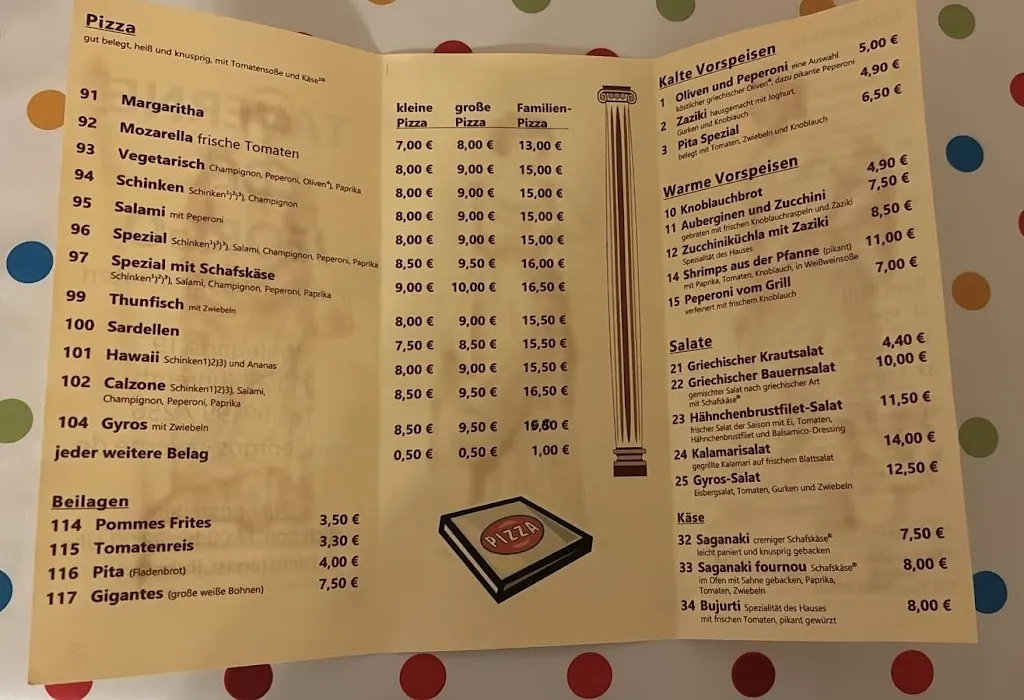 Pizza
gut belegt, heiß und knusprig, mit Tomatensoße und Käse
kleine Pizza große Pizza Familien-Pizza
91 Margaritha 7,00 € 8,00 € 13,00 €
92 Mozarella frische Tomaten 8,00 € 9,00 € 15,00 €
93 Vegetarisch Champignon, Peperoni, Oliven⁴), Paprika 8,00 € 9,00 € 15,00 €
94 Schinken Schinken¹)²)³), Champignon 8,00 € 9,00 € 15,00 €
95 Salami mit Peperoni 8,00 € 9,00 € 15,00 €
96 Spezial Schinken¹)²)³), Salami, Champignon, Peperoni, Paprika 8,50 € 9,50 € 16,00 €
97 Spezial mit Schafskäse 9,00 € 10,00 € 16,50 €
Schinken¹)²)³), Salami, Champignon, Peperoni, Paprika
99 Thunfisch mit Zwiebeln 8,00 € 9,00 € 15,50 €
100 Sardellen 7,50 € 8,50 € 15,50 €
101 Hawaii Schinken1)2)3) und Ananas 8,00 € 9,00 € 15,50 €
102 Calzone Schinken1)2)3), Salami, 8,50 € 9,50 € 16,50 €
Champignon, Peperoni, Paprika
104 Gyros mit Zwiebeln 8,50 € 9,50 €
jeder weitere Belag 0,50 € 0,50 € 1,00 €
Beilagen
114 Pommes Frites 3,50 €
115 Tomatenreis 3,30 €
116 Pita (Fladenbrot) 4,00 €
117 Gigantes (große weiße Bohnen) 7,50 €
PIZZA
Kalte Vorspeisen
1 Oliven und Peperoni eine Auswahl 5,00 €
köstlicher griechischer Oliven, dazu pikante Peperoni
2 Zaziki hausgemacht mit Joghurt, 4,90 €
Gurken und Knoblauch
3 Pita Spezial 6,50 €
belegt mit Tomaten, Zwiebeln und Knoblauch
Warme Vorspeisen
10 Knoblauchbrot 4,90 €
11 Auberginen und Zucchini 7,50 €
gebraten mit frischen Knoblauchraspeln und Zaziki
12 Zucchiniküchla mit Zaziki 8,50 €
Spezialität des Hauses
14 Shrimps aus der Pfanne (pikant) 11,00 €
mit Paprika, Tomaten, Knoblauch, in Weißweinsoße
15 Peperoni vom Grill 7,00 €
verfeinert mit frischem Knoblauch
Salate
21 Griechischer Krautsalat 4,40 €
22 Griechischer Bauernsalat 10,00 €
gemischter Salat nach griechischer Art
mit Schafskäse
23 Hähnchenbrustfilet-Salat 11,50 €
frischer Salat der Saison mit Ei, Tomaten,
Hähnchenbrustfilet und Balsamico-Dressing
24 Kalamarisalat 14,00 €
gegrillte Kalamari auf frischem Blattsalat
25 Gyros-Salat 12,50 €
Eisbergsalat, Tomaten, Gurken und Zwiebeln
Käse
32 Saganaki cremiger Schafskäse 7,50 €
leicht paniert und knusprig gebacken
33 Saganaki fournou Schafskäse 8,00 €
im Ofen mit Sahne gebacken, Paprika,
Tomaten, Zwiebeln
34 Bujurti Spezialität des Hauses 8,00 €
mit frischen Tomaten, pikant gewürzt